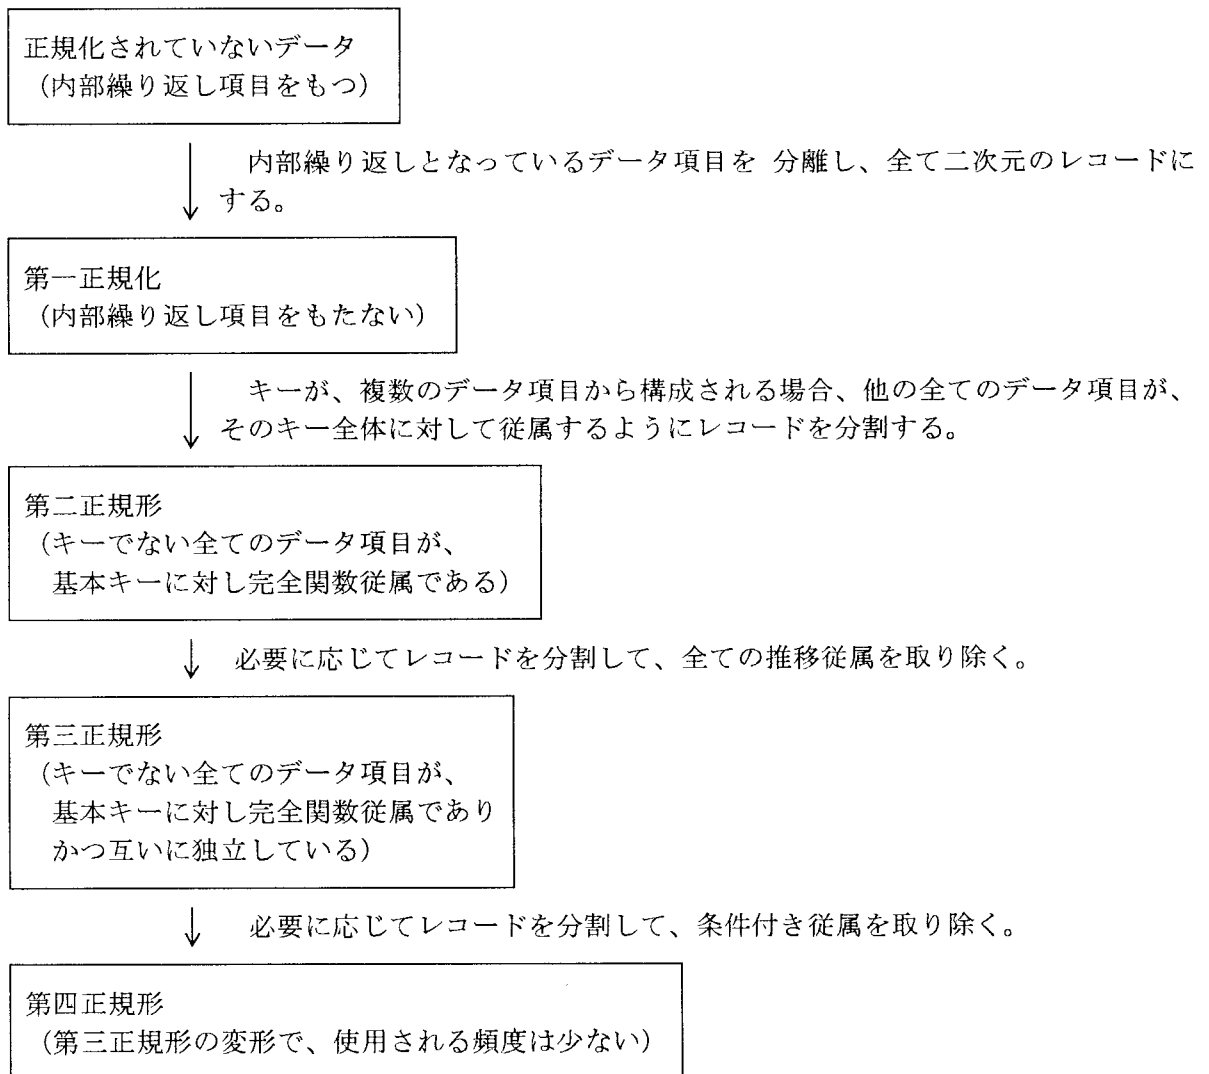 正規化されていないデータ
(内部繰り返し項目をもつ)
内部繰り返しとなっているデータ項目を 分離し、全て二次元のレコードに
する。
第一正規化
(内部繰り返し項目をもたない)
キーが、複数のデータ項目から構成される場合、他の全てのデータ項目が、
そのキー全体に対して従属するようにレコードを分割する。
第二正規形
(キーでない全てのデータ項目が、
基本キーに対し完全関数従属である)
必要に応じてレコードを分割して、全ての推移従属を取り除く。
第三正規形
(キーでない全てのデータ項目が、
基本キーに対し完全関数従属であり
かつ互いに独立している)
必要に応じてレコードを分割して、条件付き従属を取り除く。
第四正規形
(第三正規形の変形で、使用される頻度は少ない)